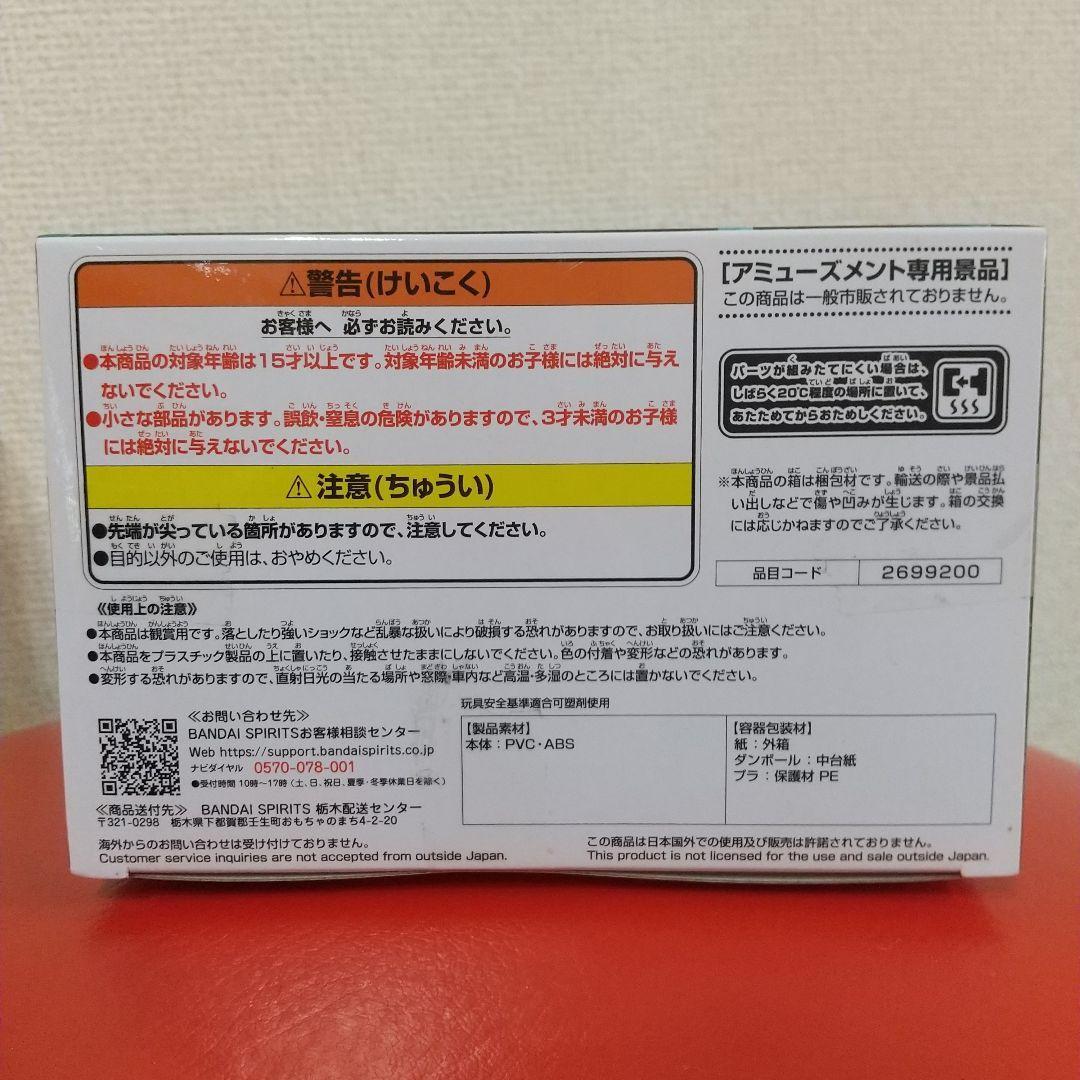 ⚠警告(けいこく)
お客様へ 必ずお読みください。
●本商品の対象年齢は15才以上です。対象年齢未満のお子様には絶対に与え
ないでください。
●小さな部品があります。誤飲・窒息の危険がありますので、3才未満のお子様
には絶対に与えないでください。
⚠注意(ちゅうい)
●先端が尖っている箇所がありますので、注意してください。
●目的以外のご使用は、おやめください。
[アミューズメント専用景品]
この商品は一般市販されておりません。
パーツが組みたてにくい場合は、
しばらく20℃程度の場所に置いて、
あたためてからおためしください。
※本商品の箱は梱包材です。輸送の際や景品払
い出しなどで傷や凹みが生じます。箱の交換
には応じかねますのでご了承ください。
品目コード 2699200
《使用上の注意》
●本商品は観賞用です。落としたり強いショックなど乱暴な扱いにより破損する恐れがありますので、お取り扱いにはご注意ください。
●本商品をプラスチック製品の上に置いたり、接触させたままにしないでください。色の付着や変形などの恐れがあります。
●変形する恐れがありますので、直射日光の当たる場所や窓際・車内など高温・多湿のところには置かないでください。
≪お問い合わせ先≫
BANDAI SPIRITSお客様相談センター
Web https://support.bandaispirits.co.jp
ナビダイヤル 0570-078-001
●受付時間 10時〜17時(土、日、祝日、夏季・冬季休業日を除く)
≪商品送付先≫ BANDAI SPIRITS 栃木配送センター
〒321-0298 栃木県下都賀郡壬生町おもちゃのまち4-2-20
玩具安全基準適合可塑剤使用
【製品素材】
本体：PVC・ABS
【容器包装材】
紙：外箱
ダンボール：中台紙
プラ：保護材 PE
海外からのお問い合わせは受け付けておりません。
Customer service inquiries are not accepted from outside Japan.
この商品は日本国外での使用及び販売は許諾されておりません。
This product is not licensed for the use and sale outside Japan.